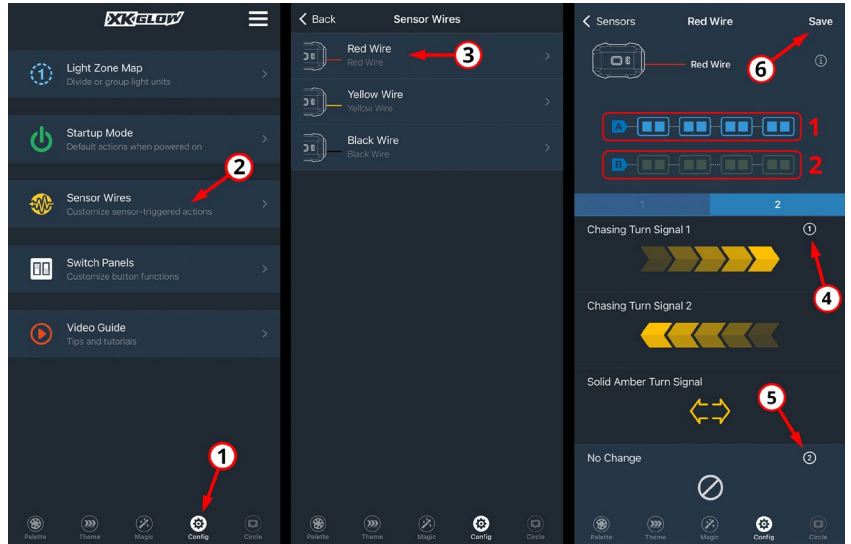 XKGLOW
1
Light Zone Map
Divide or group light units
Startup Mode
Default actions when powered on
2
Sensor Wires
Customize sensor-triggered actions
Switch Panels
Customize button functions
Video Guide
Tips and tutorials
1
Palette
Theme
Magic
Config
Circle
Back
Sensor Wires
Red Wire
Red Wire
3
Yellow Wire
Yellow Wire
Black Wire
Black Wire
Palette
Theme
Magic
Config
Circle
Sensors
Red Wire
Save
Red Wire
6
i
A
1
B
2
1
2
Chasing Turn Signal 1
1
4
Chasing Turn Signal 2
Solid Amber Turn Signal
5
No Change
2
Palette
Theme
Magic
Config
Circle